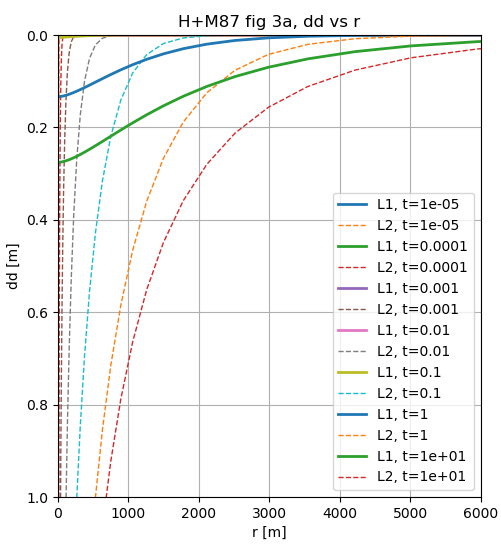 H+M87 fig 3a, dd vs r
0.0
0.2
0.4
0.6
0.8
1.0
dd [m]
L1, t=1e-05
L2, t=1e-05
L1, t=0.0001
L2, t=0.0001
L1, t=0.001
L2, t=0.001
L1, t=0.01
L2, t=0.01
L1, t=0.1
L2, t=0.1
L1, t=1
L2, t=1
L1, t=1e+01
L2, t=1e+01
0 1000 2000 3000 4000 5000 6000
r [m]